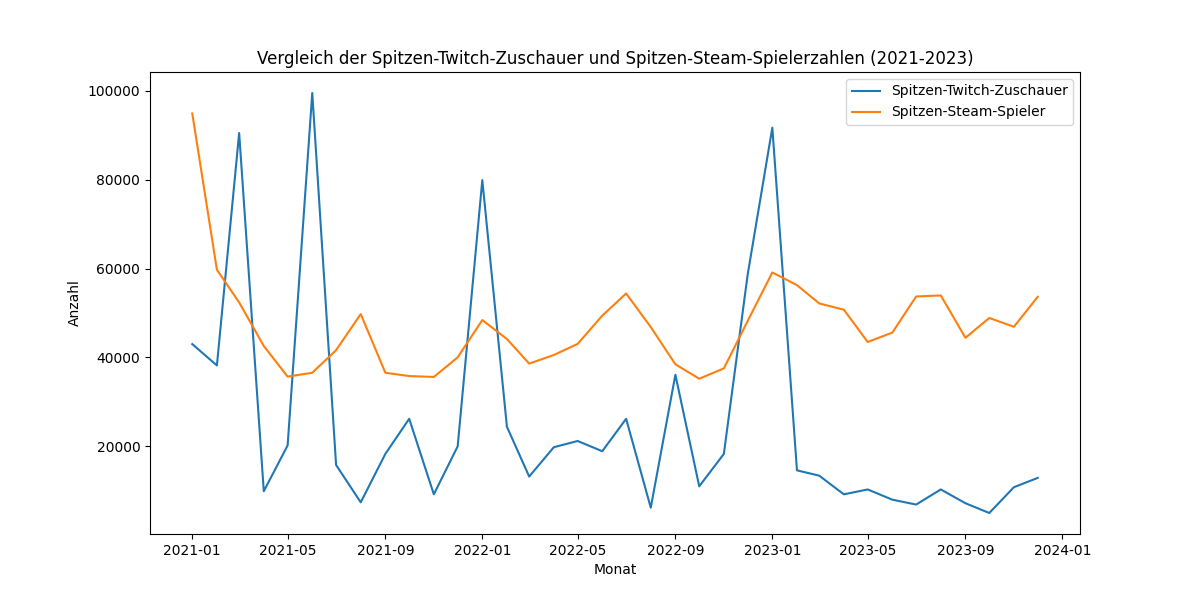 Vergleich der Spitzen-Twitch-Zuschauer und Spitzen-Steam-Spielerzahlen (2021-2023)
Spitzen-Twitch-Zuschauer
Spitzen-Steam-Spieler
Anzahl
100000
80000
60000
40000
20000
2021-01 2021-05 2021-09 2022-01 2022-05 2022-09 2023-01 2023-05 2023-09 2024-01
Monat